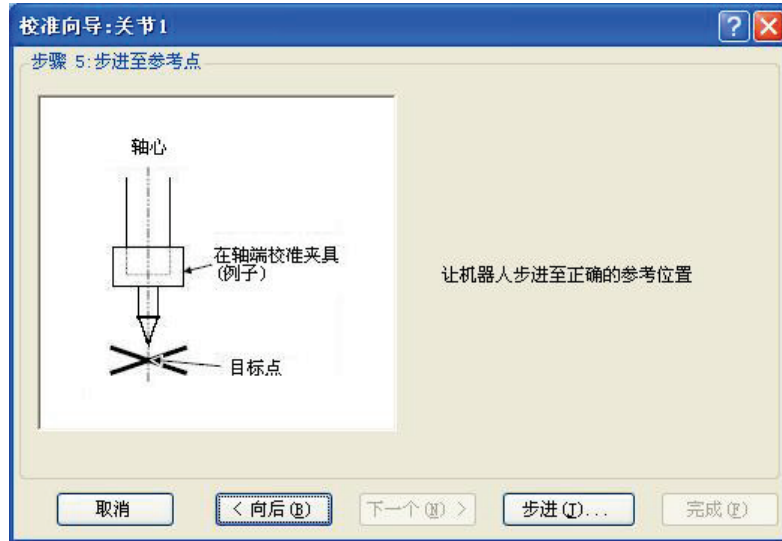 校准向导:关节1
步骤 5:步进至参考点
轴心
在轴端校准夹具
(例子)
目标点
让机器人步进至正确的参考位置
取消
< 向后(B)
下一个(N) >
步进(J)...
完成(F)